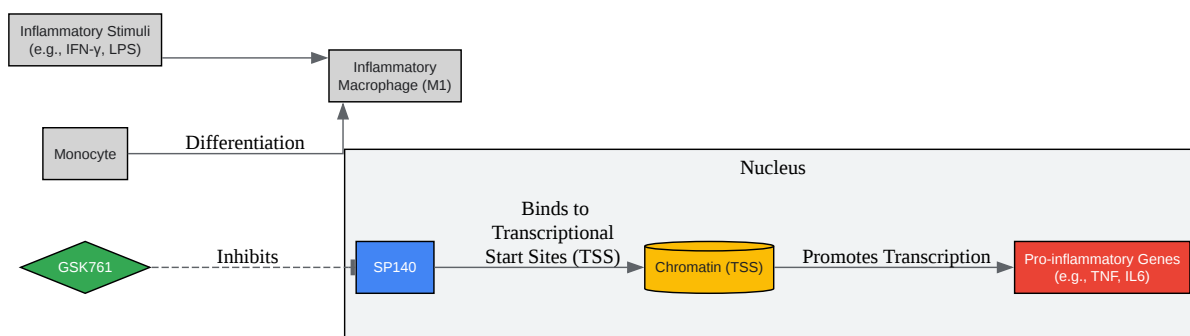 Inflammatory Stimuli
(e.g., IFN-γ, LPS)
Inflammatory
Macrophage (M1)
Monocyte
Differentiation
Nucleus
GSK761
Inhibits
SP140
Binds to
Transcriptional
Start Sites (TSS)
Chromatin (TSS)
Promotes Transcription
Pro-inflammatory Genes
(e.g., TNF, IL6)